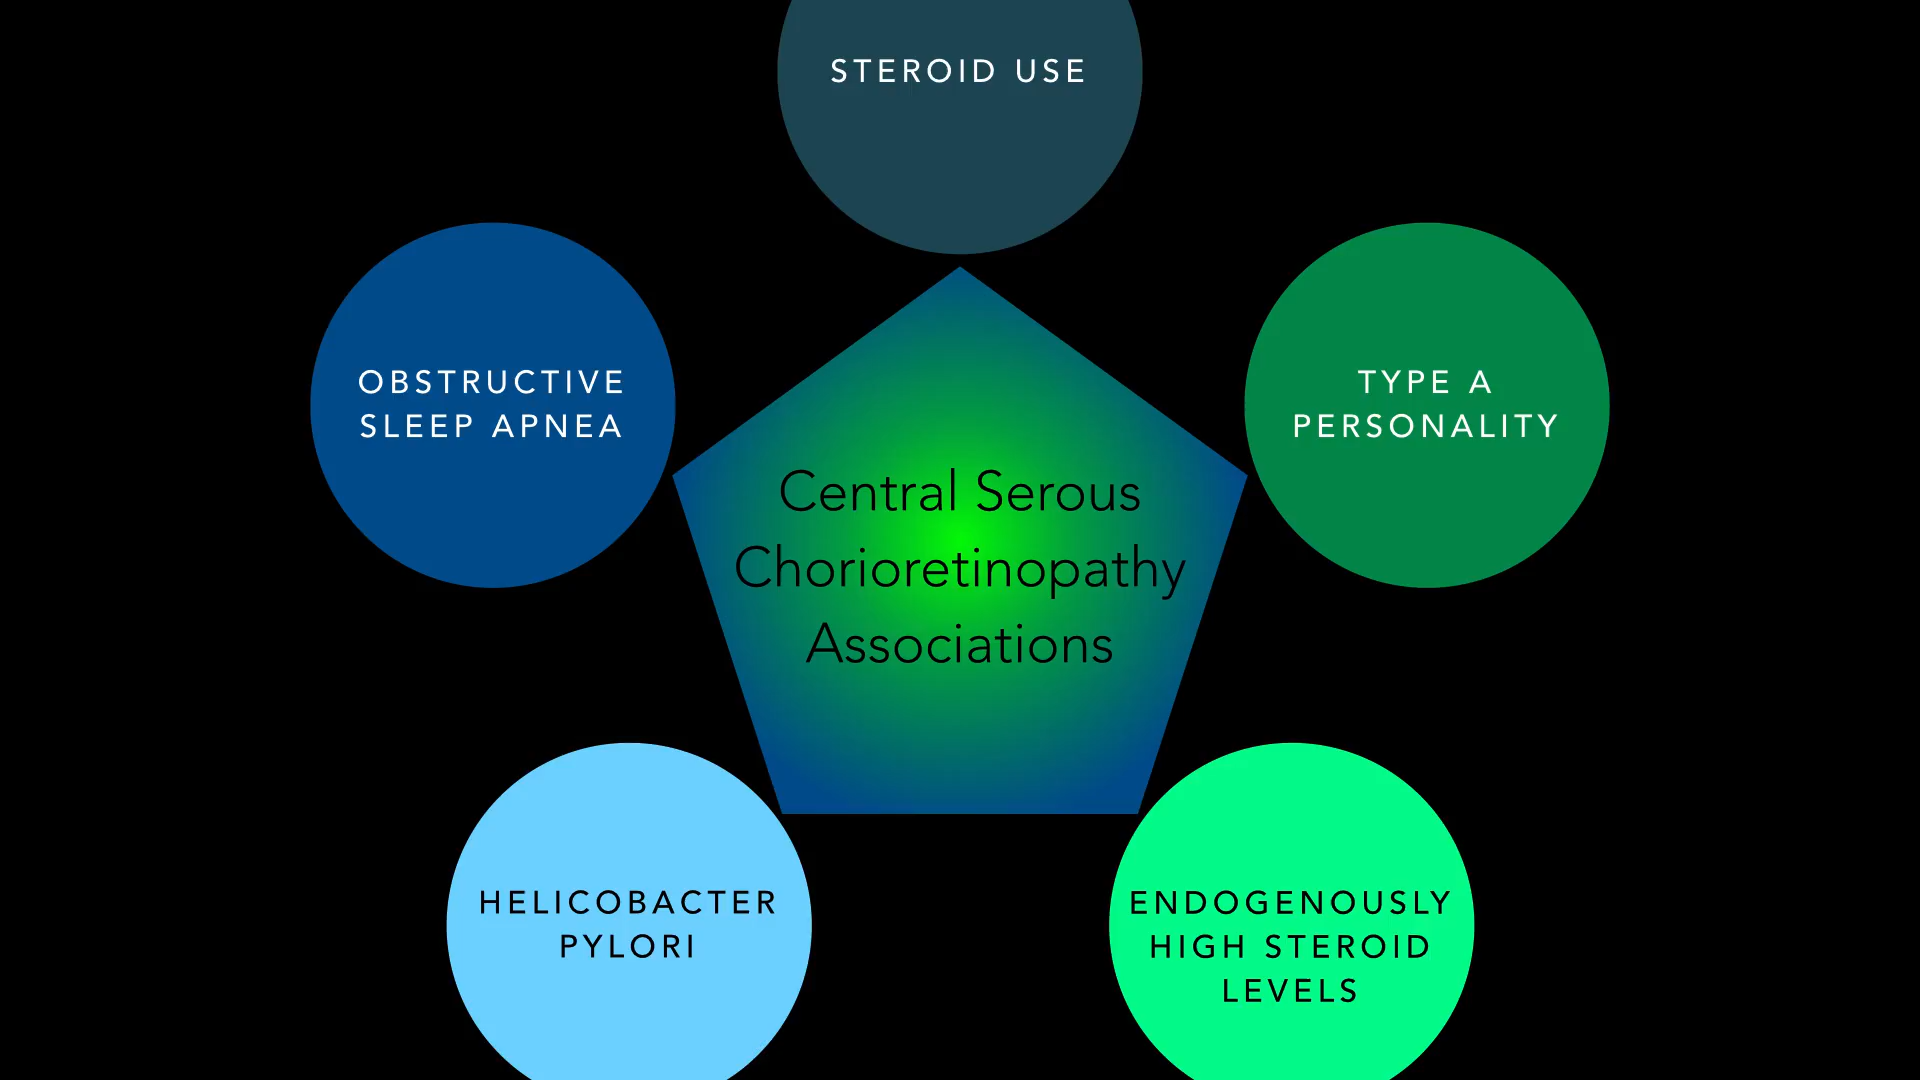 STEROID USE
OBSTRUCTIVE
SLEEP APNEA
TYPE A
PERSONALITY
Central Serous
Chorioretinopathy
Associations
HELICOBACTER
PYLORI
ENDOGENOUSLY
HIGH STEROID
LEVELS